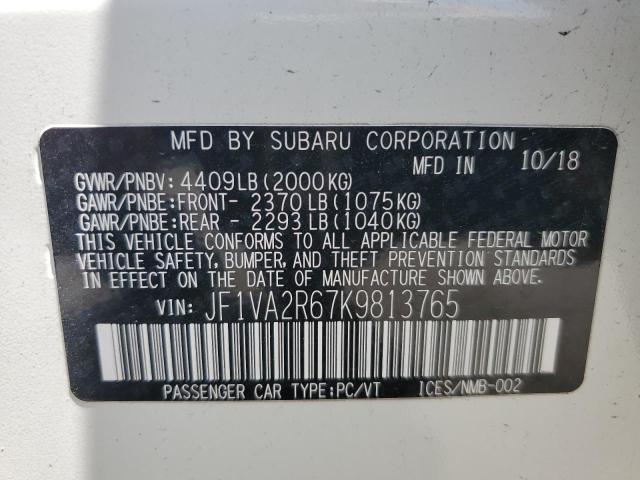 MFD BY SUBARU CORPORATION
MFD IN 10/18
GVWR/PNBV: 4409LB(2000KG)
GAWR/PNBE:FRONT- 2370LB(1075KG)
GAWR/PNBE:REAR - 2293LB(1040KG)
THIS VEHICLE CONFORMS TO ALL APPLICABLE FEDERAL MOTOR
VEHICLE SAFETY, BUMPER, AND THEFT PREVENTION STANDARDS
IN EFFECT ON THE DATE OF MANUFACTURE SHOWN ABOVE.
VIN: JF1VA2R67K9813765
PASSENGER CAR TYPE:PC/VT ICES/NMB-002